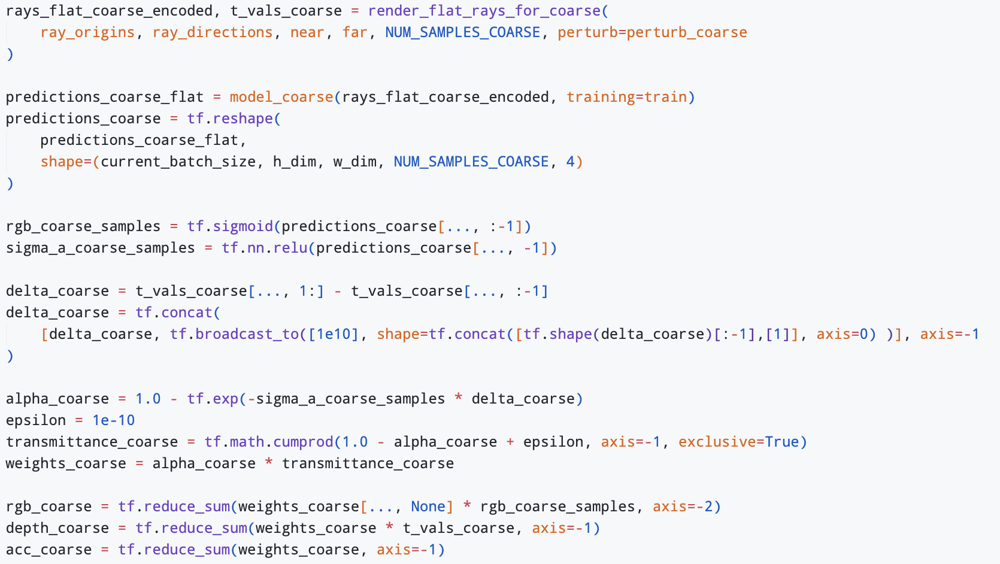 rays_flat_coarse_encoded, t_vals_coarse = render_flat_rays_for_coarse(
    ray_origins, ray_directions, near, far, NUM_SAMPLES_COARSE, perturb=perturb_coarse
)

predictions_coarse_flat = model_coarse(rays_flat_coarse_encoded, training=train)
predictions_coarse = tf.reshape(
    predictions_coarse_flat,
    shape=(current_batch_size, h_dim, w_dim, NUM_SAMPLES_COARSE, 4)
)

rgb_coarse_samples = tf.sigmoid(predictions_coarse[..., :-1])
sigma_a_coarse_samples = tf.nn.relu(predictions_coarse[..., -1])

delta_coarse = t_vals_coarse[..., 1:] - t_vals_coarse[..., :-1]
delta_coarse = tf.concat(
    [delta_coarse, tf.broadcast_to([1e10], shape=tf.concat([tf.shape(delta_coarse)[:-1],[1]], axis=0) )], axis=-1
)

alpha_coarse = 1.0 - tf.exp(-sigma_a_coarse_samples * delta_coarse)
epsilon = 1e-10
transmittance_coarse = tf.math.cumprod(1.0 - alpha_coarse + epsilon, axis=-1, exclusive=True)
weights_coarse = alpha_coarse * transmittance_coarse

rgb_coarse = tf.reduce_sum(weights_coarse[..., None] * rgb_coarse_samples, axis=-2)
depth_coarse = tf.reduce_sum(weights_coarse * t_vals_coarse, axis=-1)
acc_coarse = tf.reduce_sum(weights_coarse, axis=-1)